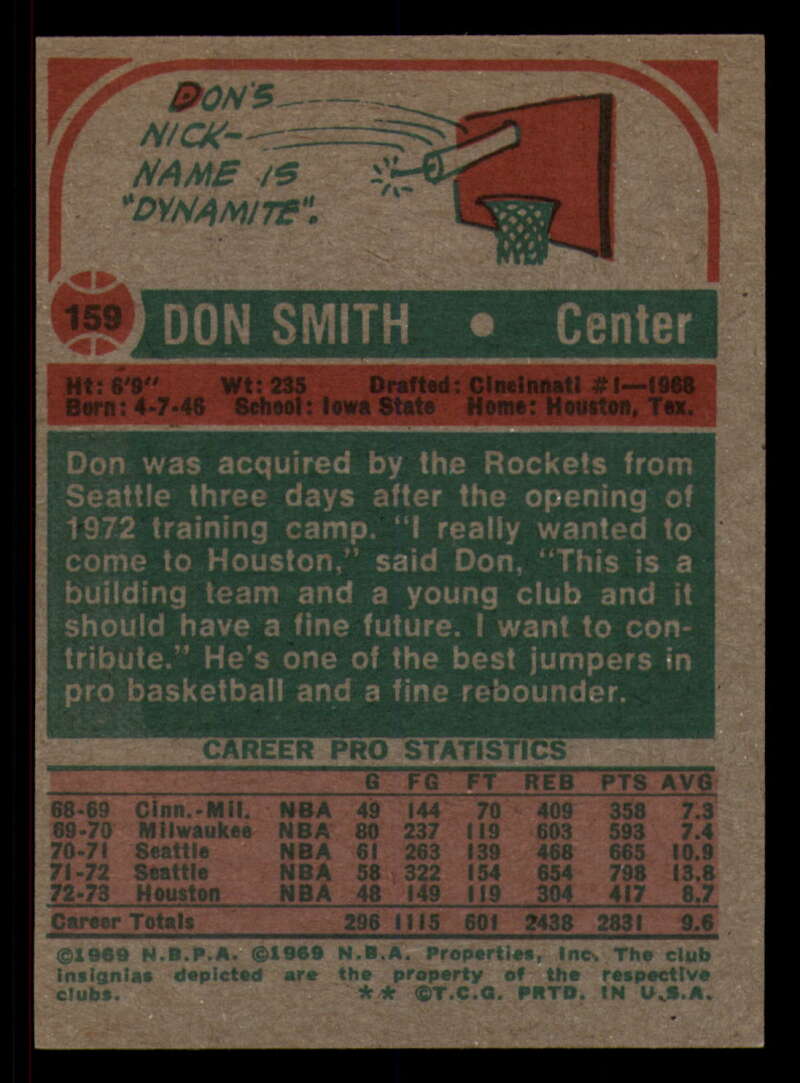 DON'S
NICK-
NAME IS
"DYNAMITE".
159 DON SMITH • Center
Ht: 6'9" Wt: 235 Drafted: Cincinnati #1—1968
Born: 4-7-46 School: Iowa State Home: Houston, Tex.
Don was acquired by the Rockets from
Seattle three days after the opening of
1972 training camp. "I really wanted to
come to Houston," said Don, "This is a
building team and a young club and it
should have a fine future. I want to con-
tribute." He's one of the best jumpers in
pro basketball and a fine rebounder.
CAREER PRO STATISTICS
G FG FT REB PTS AVG
68-69 Cinn.-Mil. NBA 49 144 70 409 358 7.3
69-70 Milwaukee NBA 80 237 119 603 593 7.4
70-71 Seattle NBA 61 263 139 468 665 10.9
71-72 Seattle NBA 58 322 154 654 798 13.8
72-73 Houston NBA 48 149 119 304 417 8.7
Career Totals 296 1115 601 2438 2831 9.6
©1969 N.B.P.A. ©1969 N.B.A. Properties, Inc. The club
insignias depicted are the property of the respective
clubs. ** ©T.C.G. PRTD. IN U.S.A.